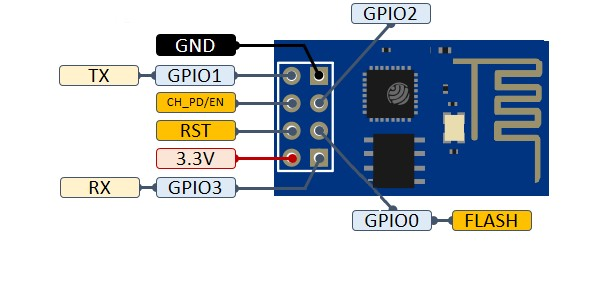 GPIO2
GND
TX GPIO1
CH_PD/EN
RST
3.3V
RX GPIO3
GPIO0 FLASH